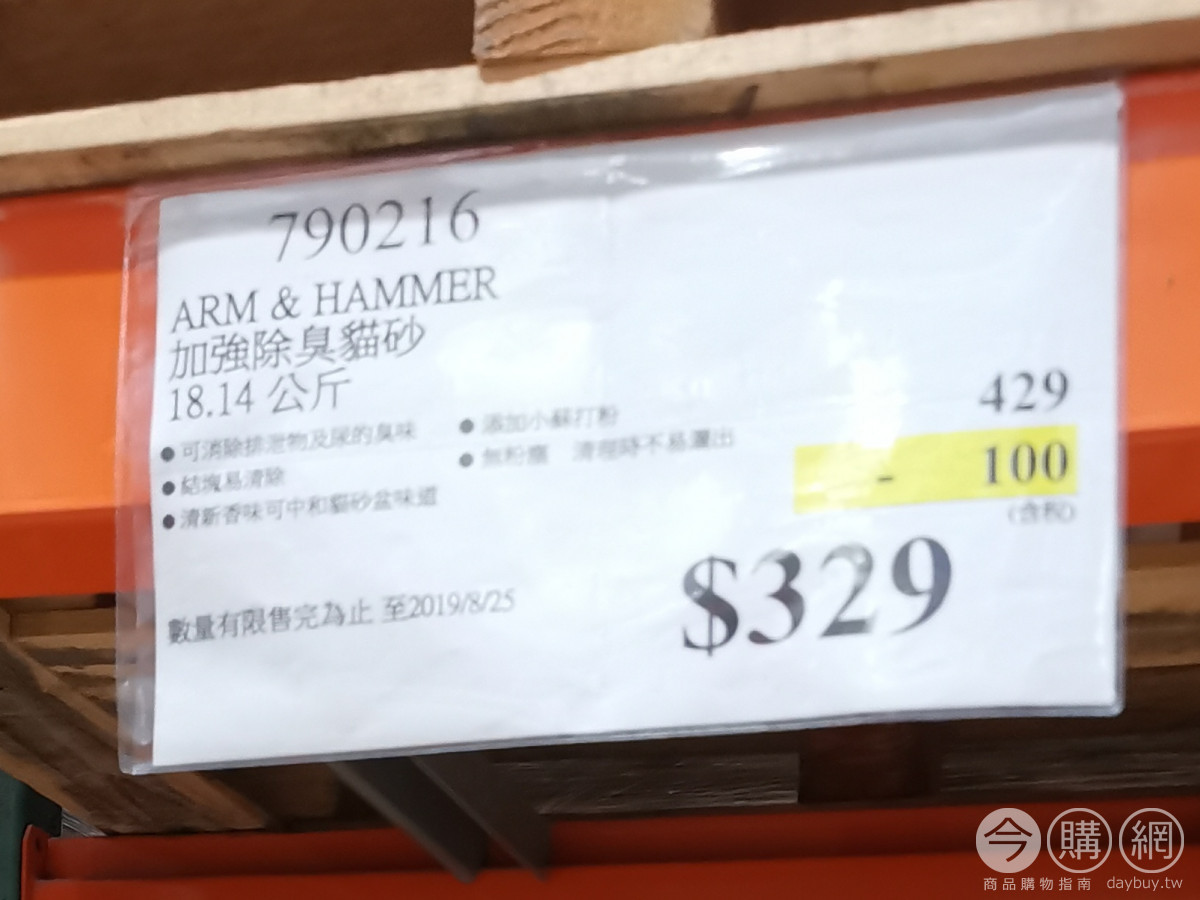 790216
ARM & HAMMER
加強除臭貓砂
18.14 公斤
● 可消除排泄物及尿的臭味
● 結塊易清除
● 清新香味可中和貓砂盆味道
● 添加小蘇打粉
● 無粉塵 清理時不易灑出
429
- 100
(含稅)
$329
數量有限售完為止 至2019/8/25
今購網
商品購物指南 daybuy.tw